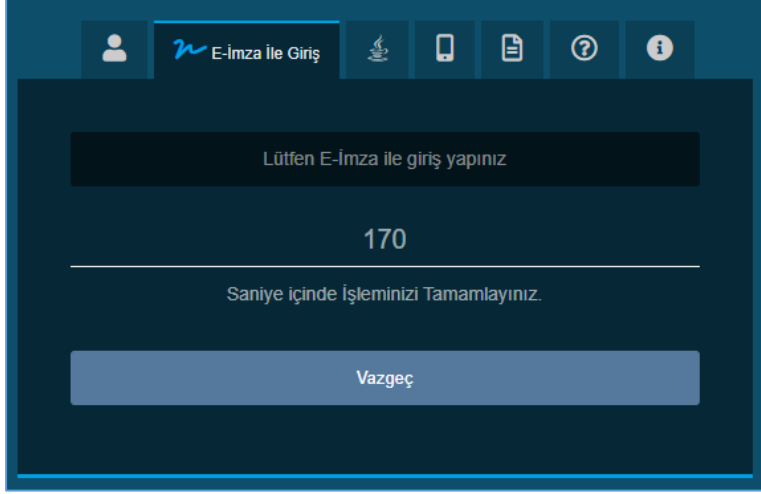 E-İmza İle Giriş
Lütfen E-İmza ile giriş yapınız
170
Saniye içinde İşleminizi Tamamlayınız.
Vazgeç